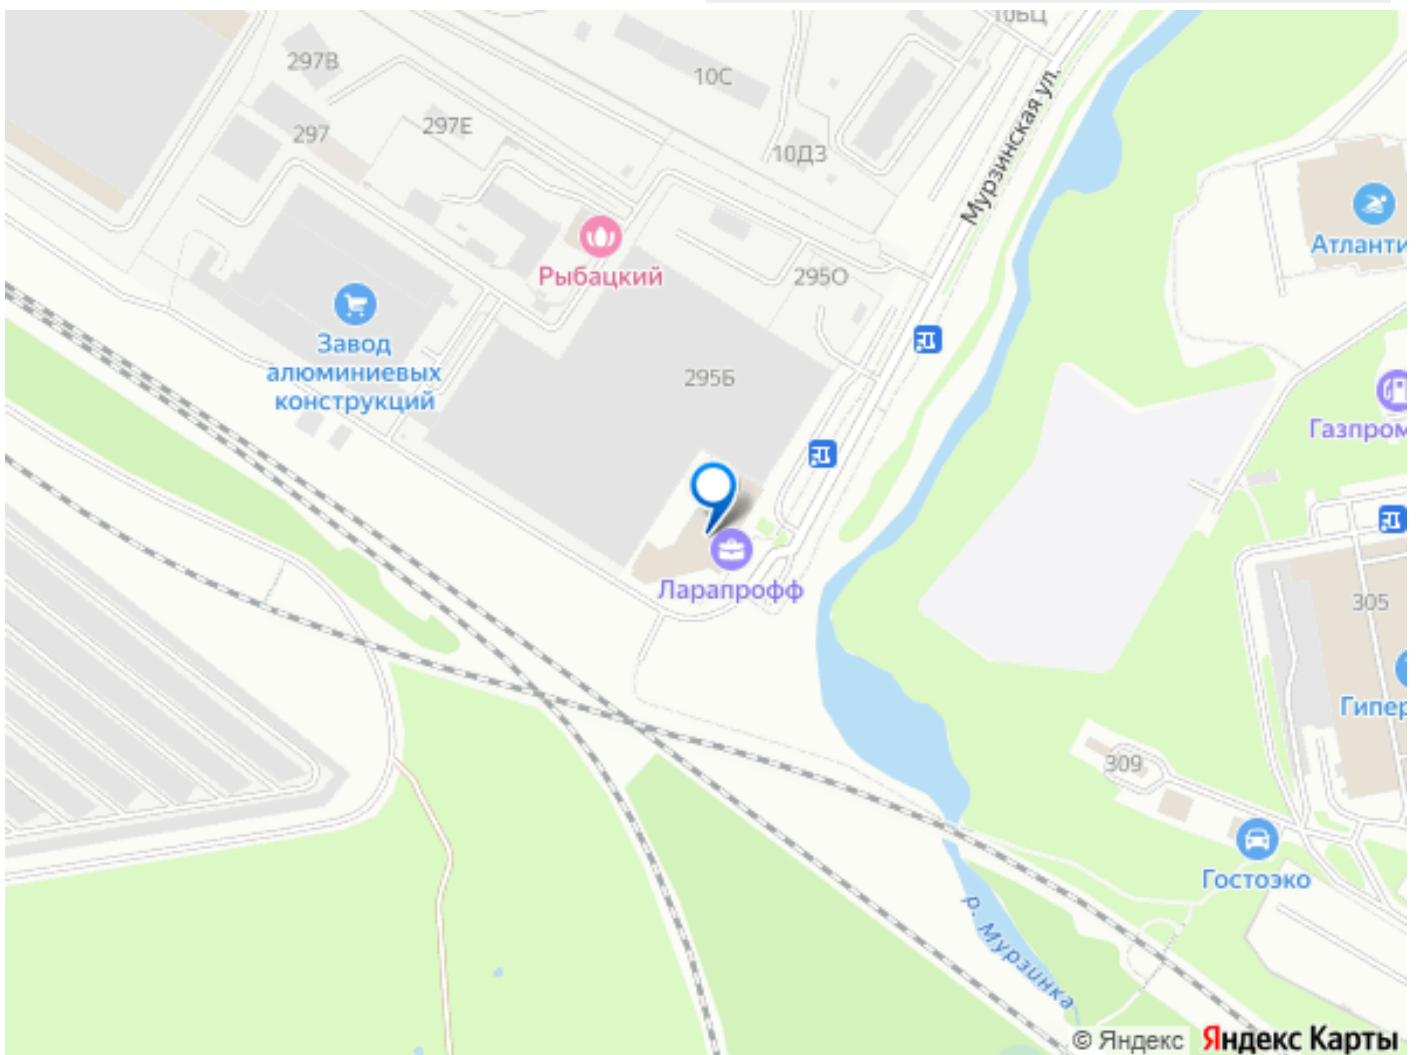 10БЦ
297В
10С
Мурзинская ул.
297Е
297
10Д3
Рыбацкий
Атланти
295О
Завод
алюминиевых
конструкций
295Б
Газпром
Ларапрофф
305
Гипер
309
Гостоэко
р. Мурзинка
© Яндекс Яндекс Карты